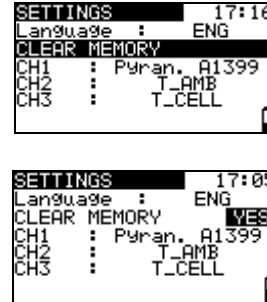 SETTINGS 17:16
Language : ENG
CLEAR MEMORY
CH1 : Pyran. A1399
CH2 : T_AMB
CH3 : T_CELL
SETTINGS 17:05
Language : ENG
CLEAR MEMORY YES
CH1 : Pyran. A1399
CH2 : T_AMB
CH3 : T_CELL